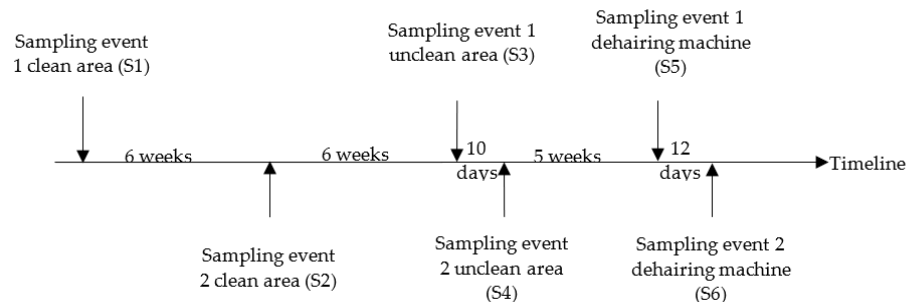 Sampling event
1 clean area (S1)
Sampling event 1
unclean area (S3)
Sampling event 1
dehairing machine
(S5)
6 weeks
6 weeks
10
days
5 weeks
12
days
Timeline
Sampling event
2 clean area (S2)
Sampling event
2 unclean area
(S4)
Sampling event 2
dehairing machine
(S6)